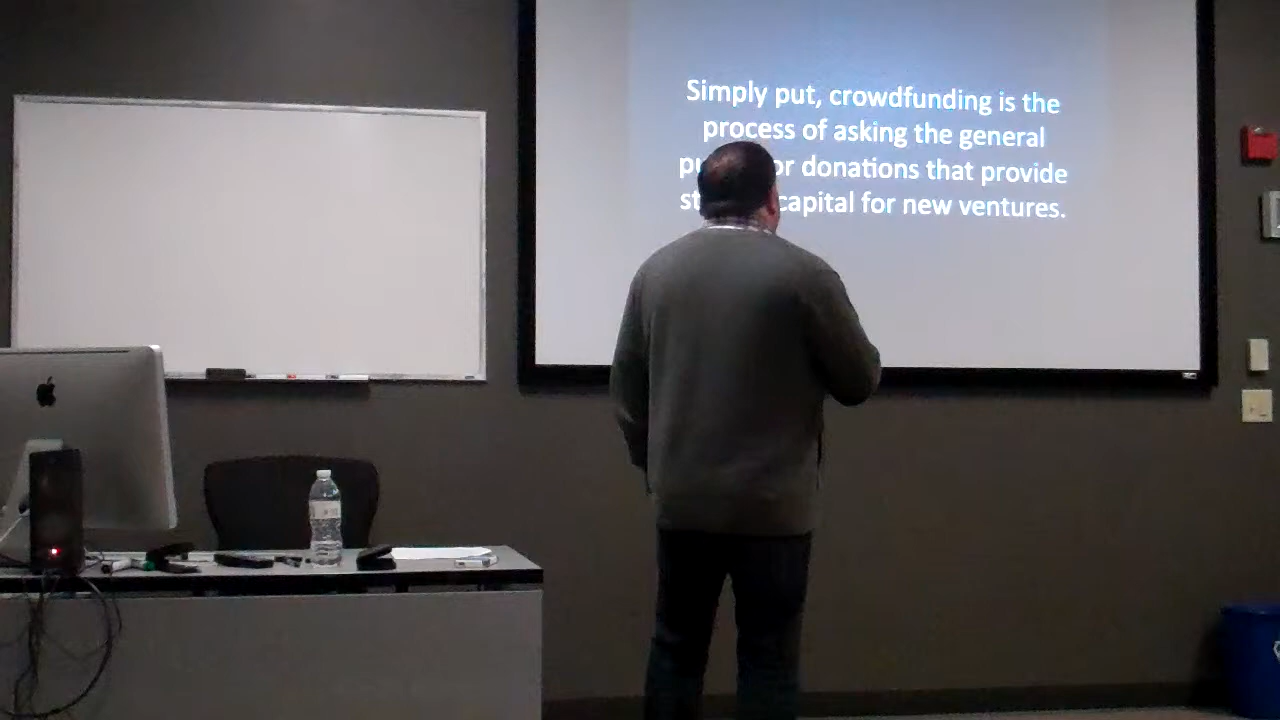 Simply put, crowdfunding is the
process of asking the general
or donations that provide
capital for new ventures.